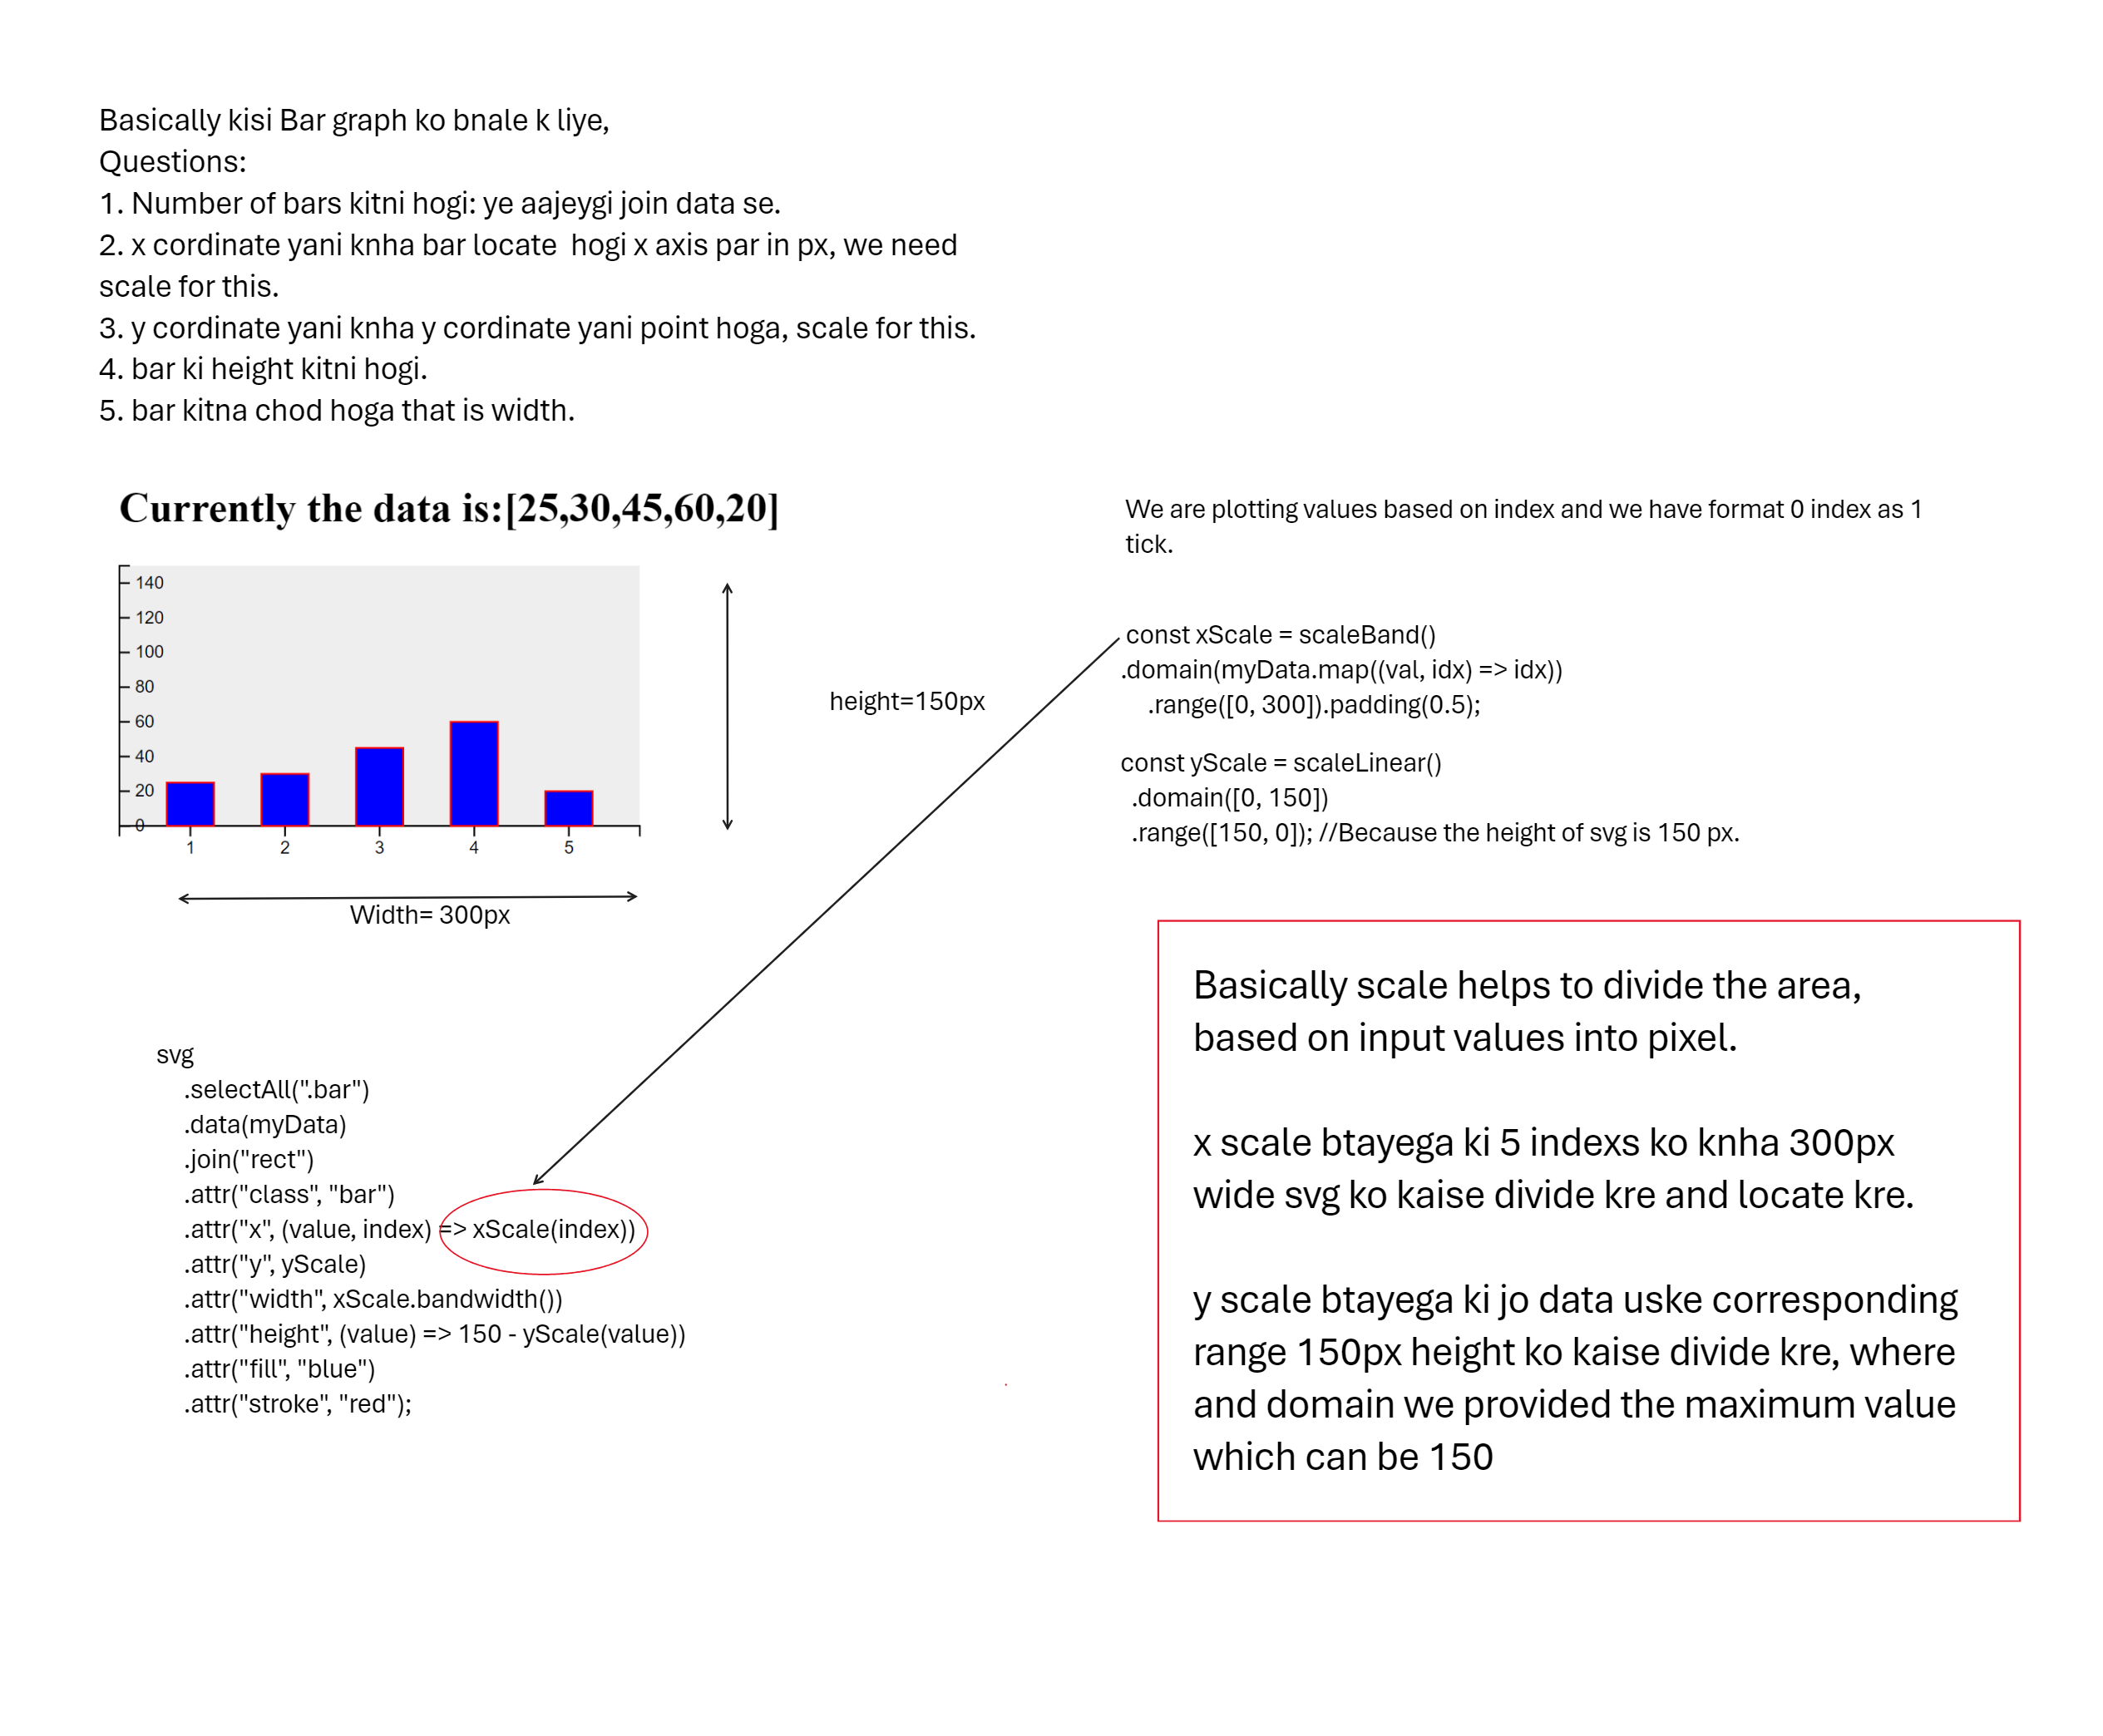 Basically kisi Bar graph ko bnale k liye,
Questions:
1. Number of bars kitni hogi: ye aajeygi join data se.
2. x cordinate yani knha bar locate  hogi x axis par in px, we need
scale for this.
3. y cordinate yani knha y cordinate yani point hoga, scale for this.
4. bar ki height kitni hogi.
5. bar kitna chod hoga that is width.
Currently the data is:[25,30,45,60,20]
140
120
100
80
60
40
20
0
1 2 3 4 5
height=150px
Width= 300px
We are plotting values based on index and we have format 0 index as 1
tick.
const xScale = scaleBand()
.domain(myData.map((val, idx) => idx))
.range([0, 300]).padding(0.5);
const yScale = scaleLinear()
.domain([0, 150])
.range([150, 0]); //Because the height of svg is 150 px.
svg
.selectAll(".bar")
.data(myData)
.join("rect")
.attr("class", "bar")
.attr("x", (value, index) => xScale(index))
.attr("y", yScale)
.attr("width", xScale.bandwidth())
.attr("height", (value) => 150 - yScale(value))
.attr("fill", "blue")
.attr("stroke", "red");
Basically scale helps to divide the area,
based on input values into pixel.
x scale btayega ki 5 indexs ko knha 300px
wide svg ko kaise divide kre and locate kre.
y scale btayega ki jo data uske corresponding
range 150px height ko kaise divide kre, where
and domain we provided the maximum value
which can be 150